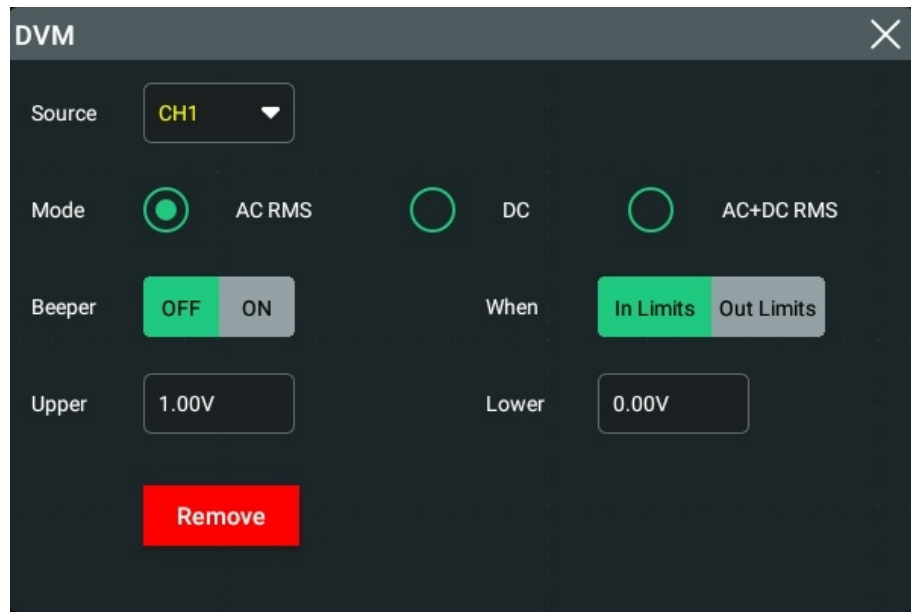 DVM
Source CH1
Mode AC RMS DC AC+DC RMS
Beeper OFF ON When In Limits Out Limits
Upper 1.00V Lower 0.00V
Remove